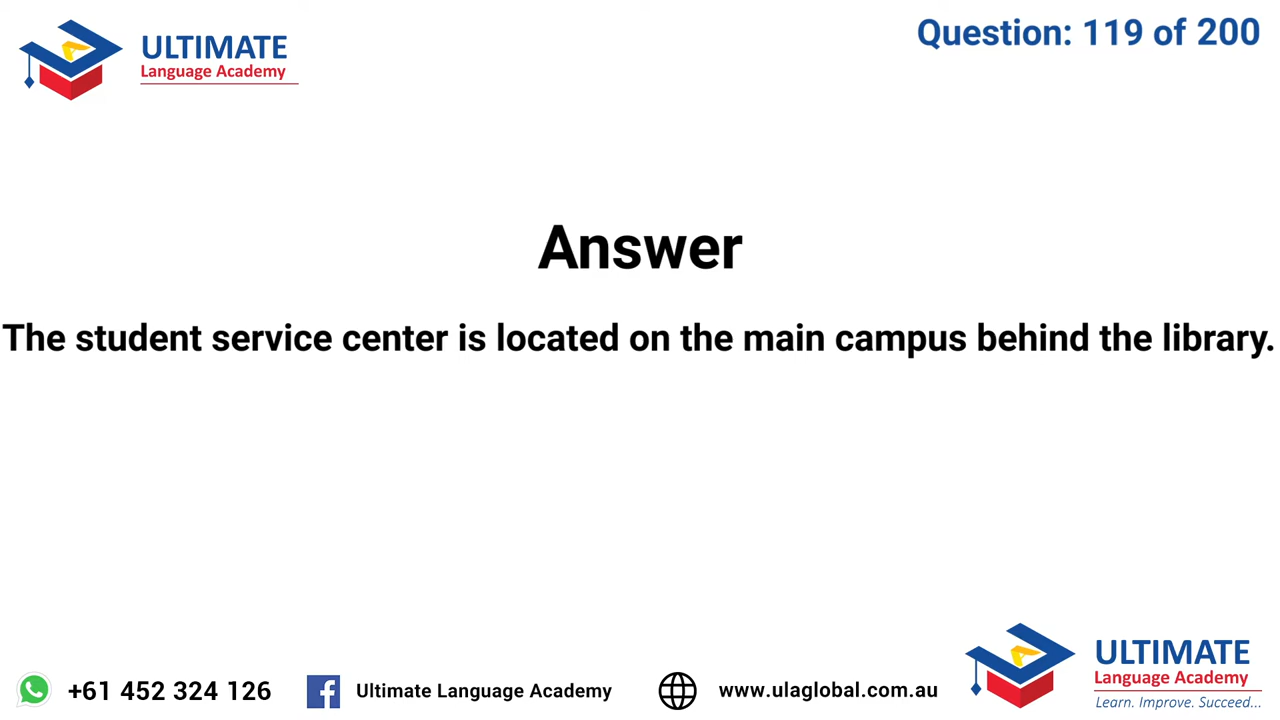 ULTIMATE
Language Academy
Question: 119 of 200
Answer
The student service center is located on the main campus behind the library.
+61 452 324 126
Ultimate Language Academy
www.ulaglobal.com.au
ULTIMATE
Language Academy
Learn. Improve. Succeed...